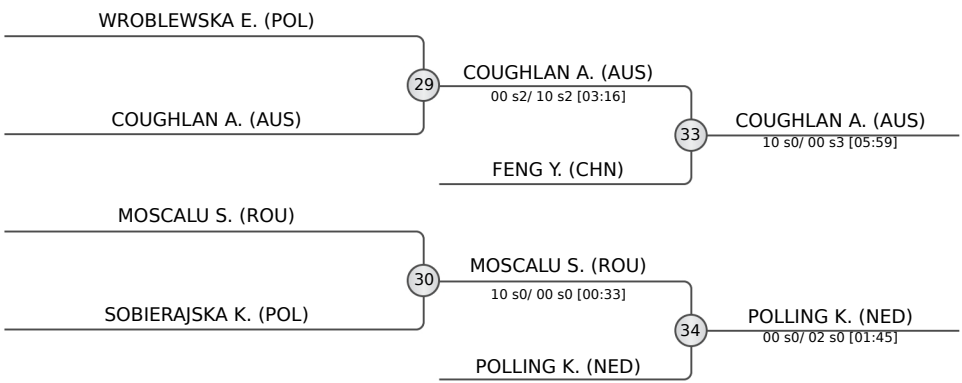 WROBLEWSKA E. (POL)
29
COUGHLAN A. (AUS)
COUGHLAN A. (AUS)
00 s2/ 10 s2 [03:16]
33
FENG Y. (CHN)
COUGHLAN A. (AUS)
10 s0/ 00 s3 [05:59]
MOSCALU S. (ROU)
30
SOBIERAJSKA K. (POL)
MOSCALU S. (ROU)
10 s0/ 00 s0 [00:33]
34
POLLING K. (NED)
POLLING K. (NED)
00 s0/ 02 s0 [01:45]